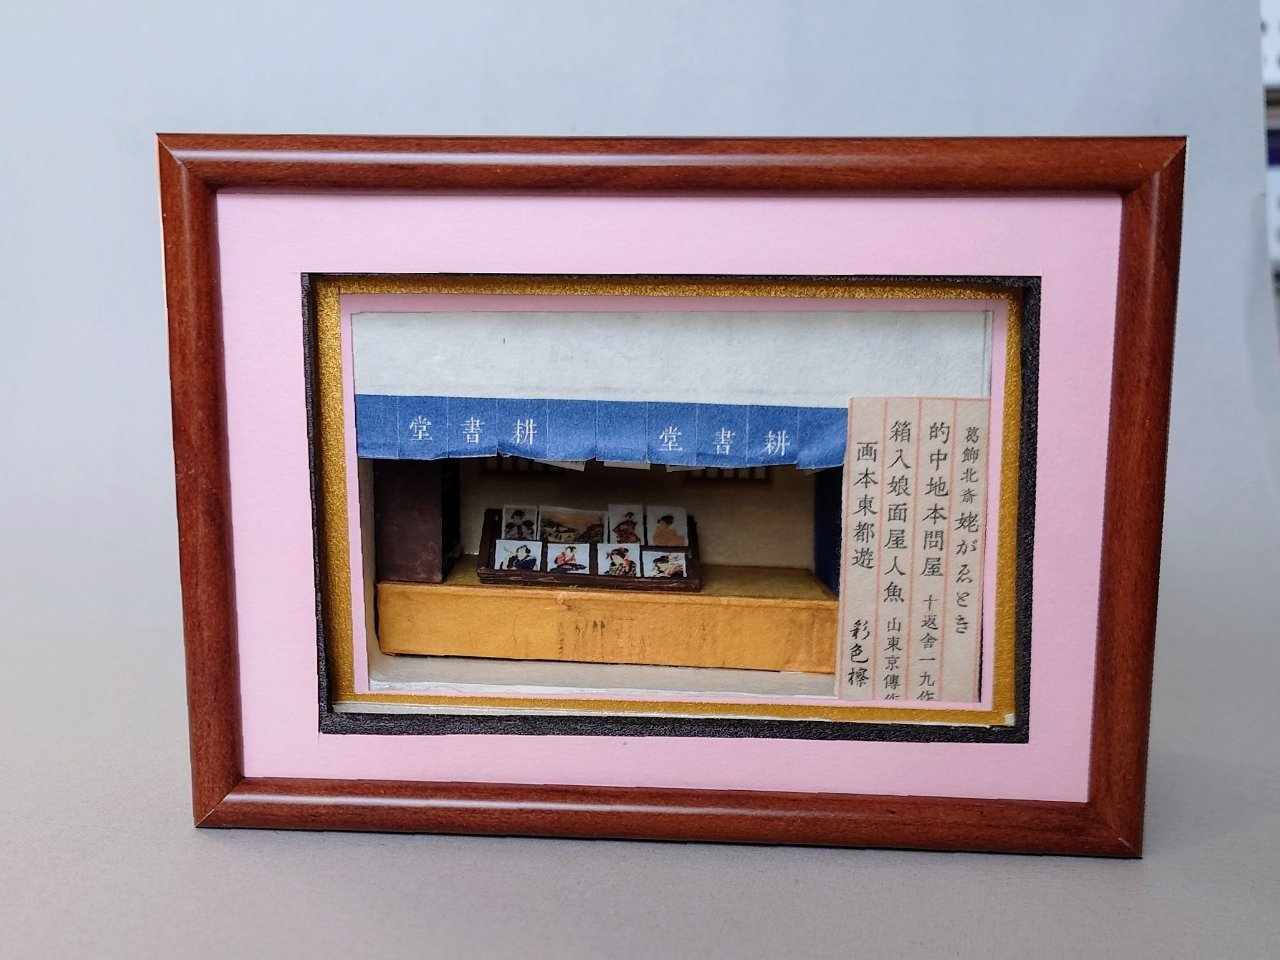 耕書堂
耕書堂
葛飾北斎 姥がゑとき
的中地本問屋 十返舎一九作
箱入娘面屋人魚 山東京傳作
画本東都遊 彩色擦